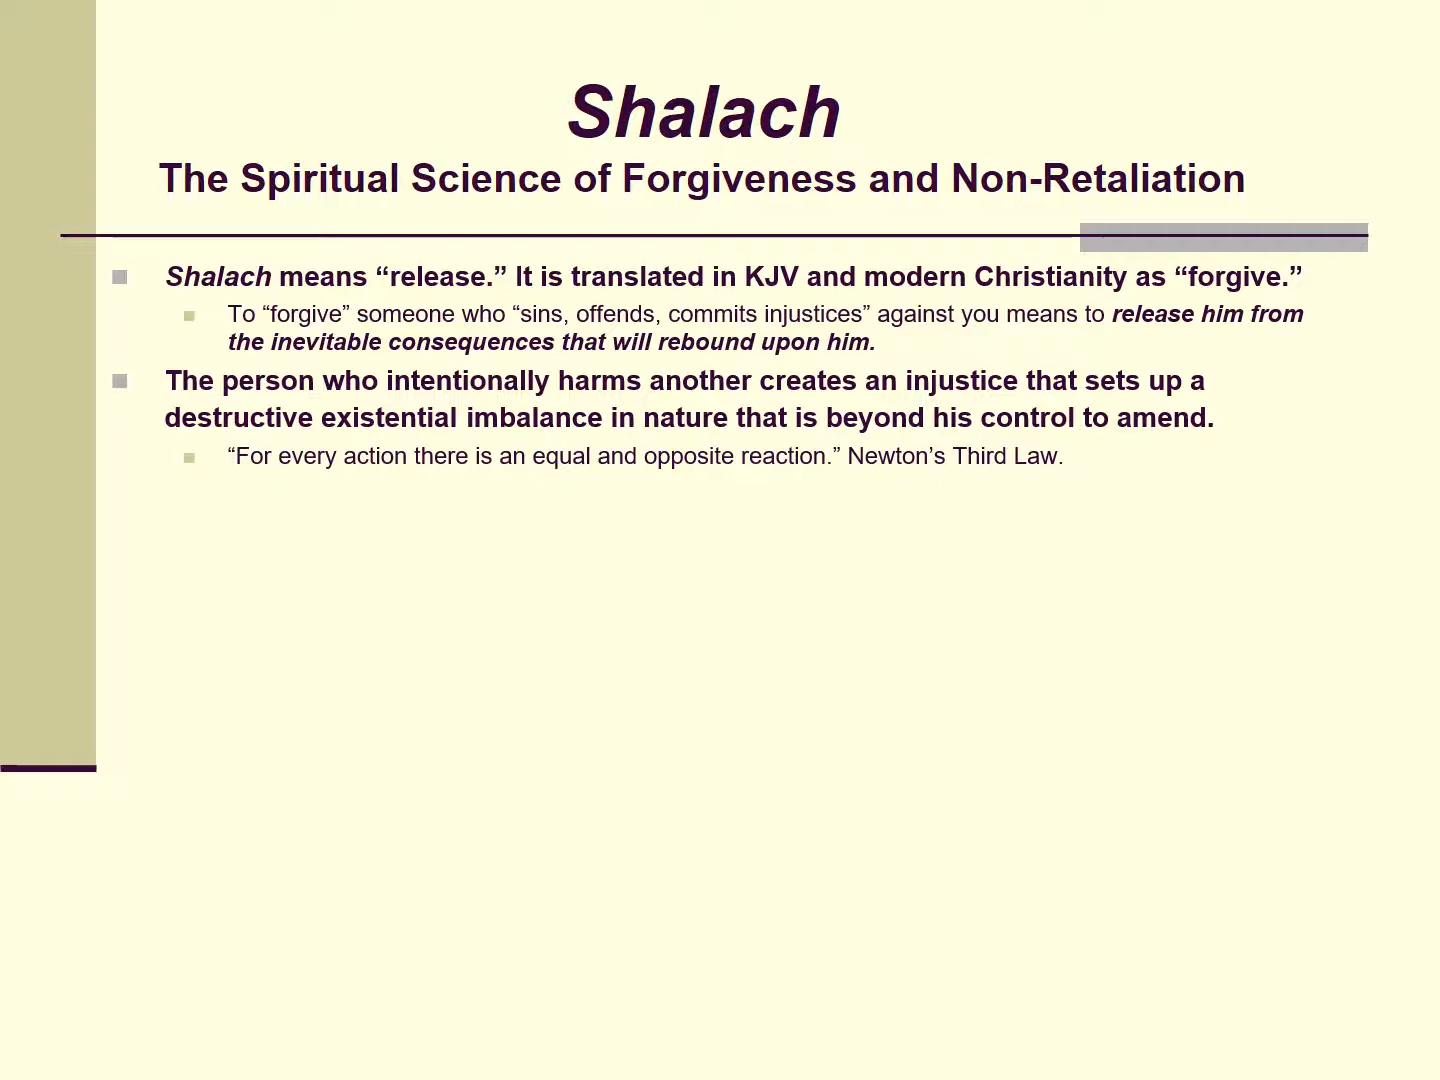 Shalach
The Spiritual Science of Forgiveness and Non-Retaliation
Shalach means “release.” It is translated in KJV and modern Christianity as “forgive.”
To “forgive” someone who “sins, offends, commits injustices” against you means to release him from
the inevitable consequences that will rebound upon him.
The person who intentionally harms another creates an injustice that sets up a
destructive existential imbalance in nature that is beyond his control to amend.
“For every action there is an equal and opposite reaction.” Newton’s Third Law.